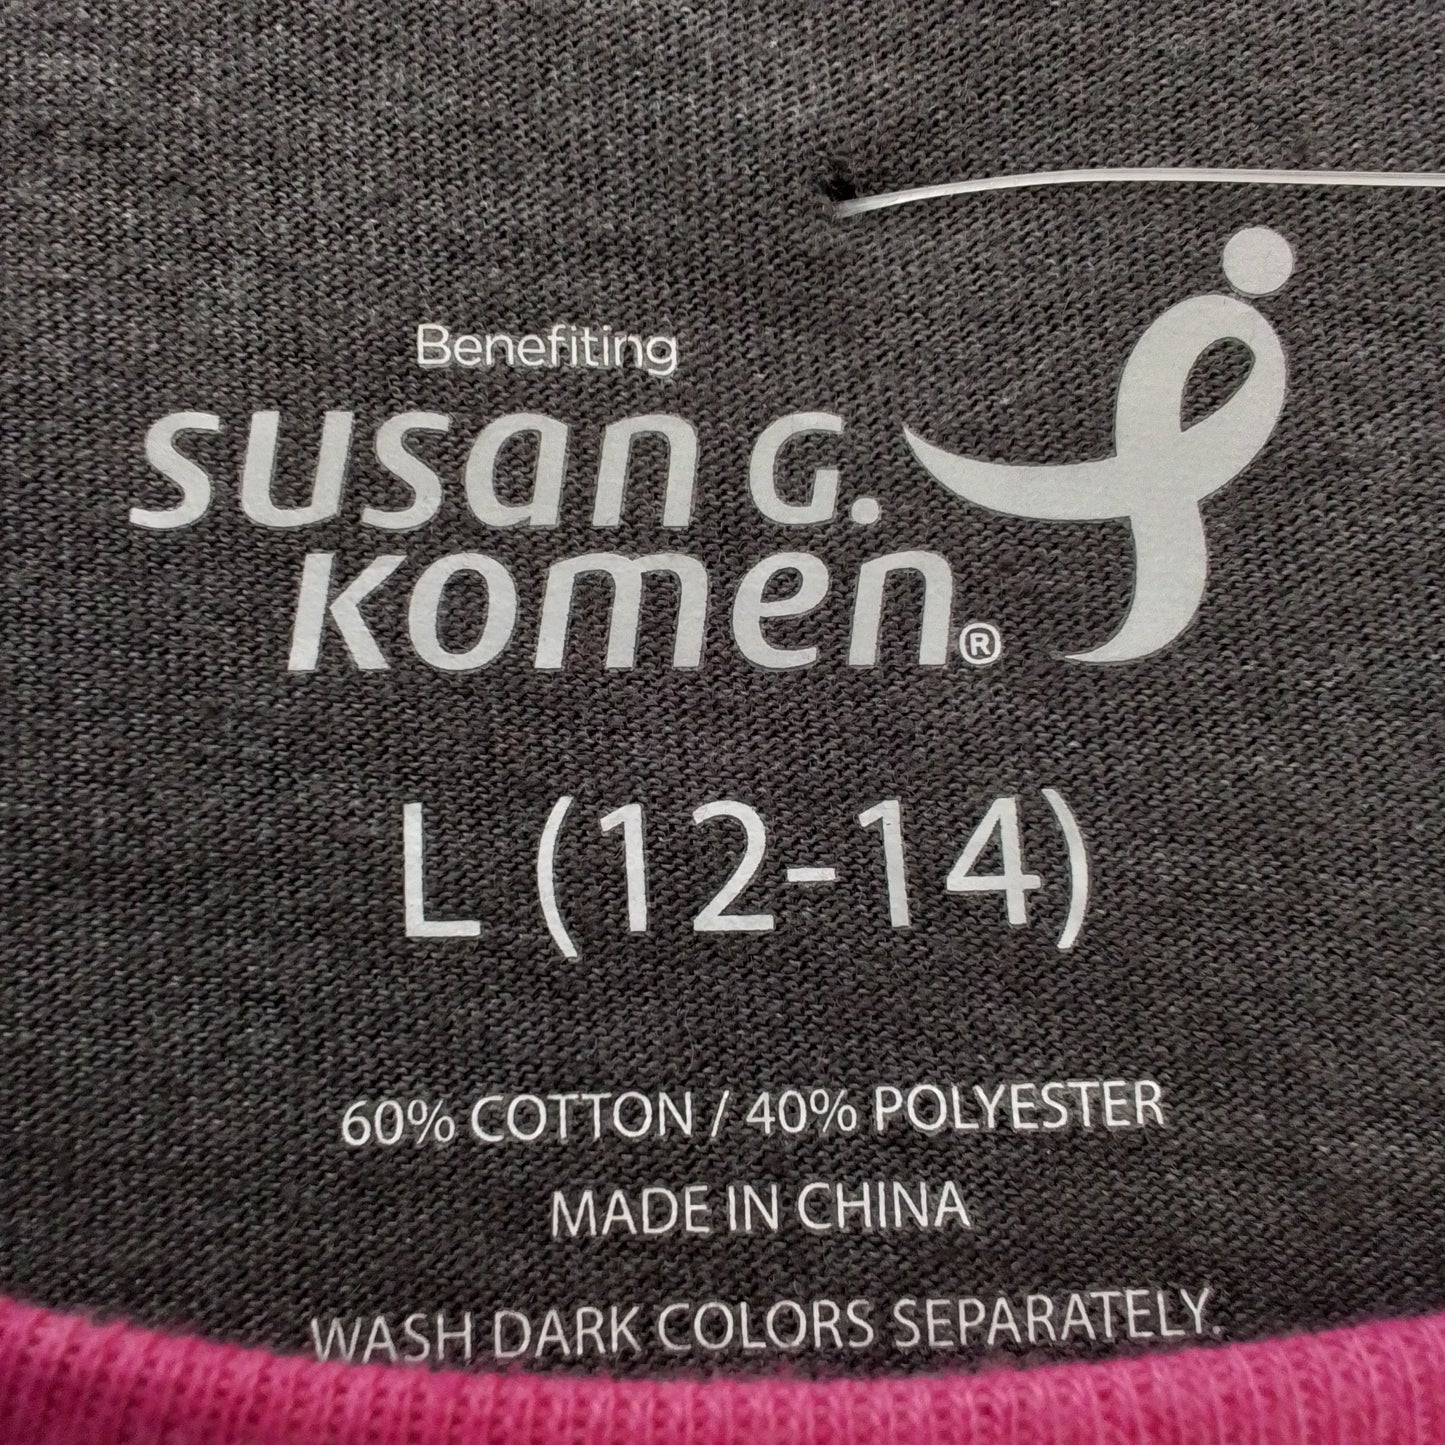 Benefiting
susan G.
komen®
L (12-14)
60% COTTON / 40% POLYESTER
MADE IN CHINA
WASH DARK COLORS SEPARATELY.